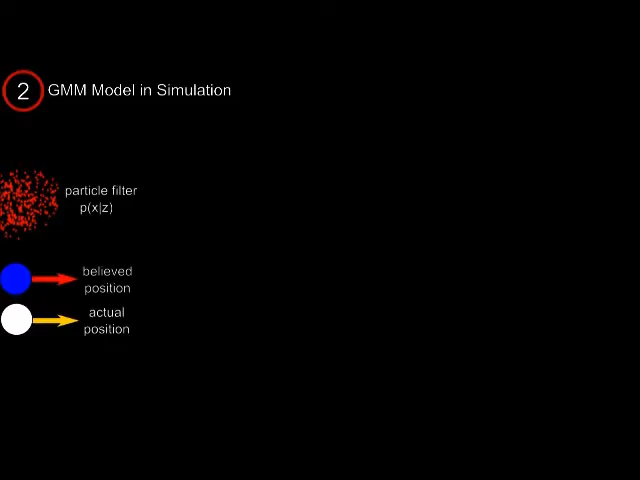 2 GMM Model in Simulation
particle filter
p(x|z)
believed
position
actual
position